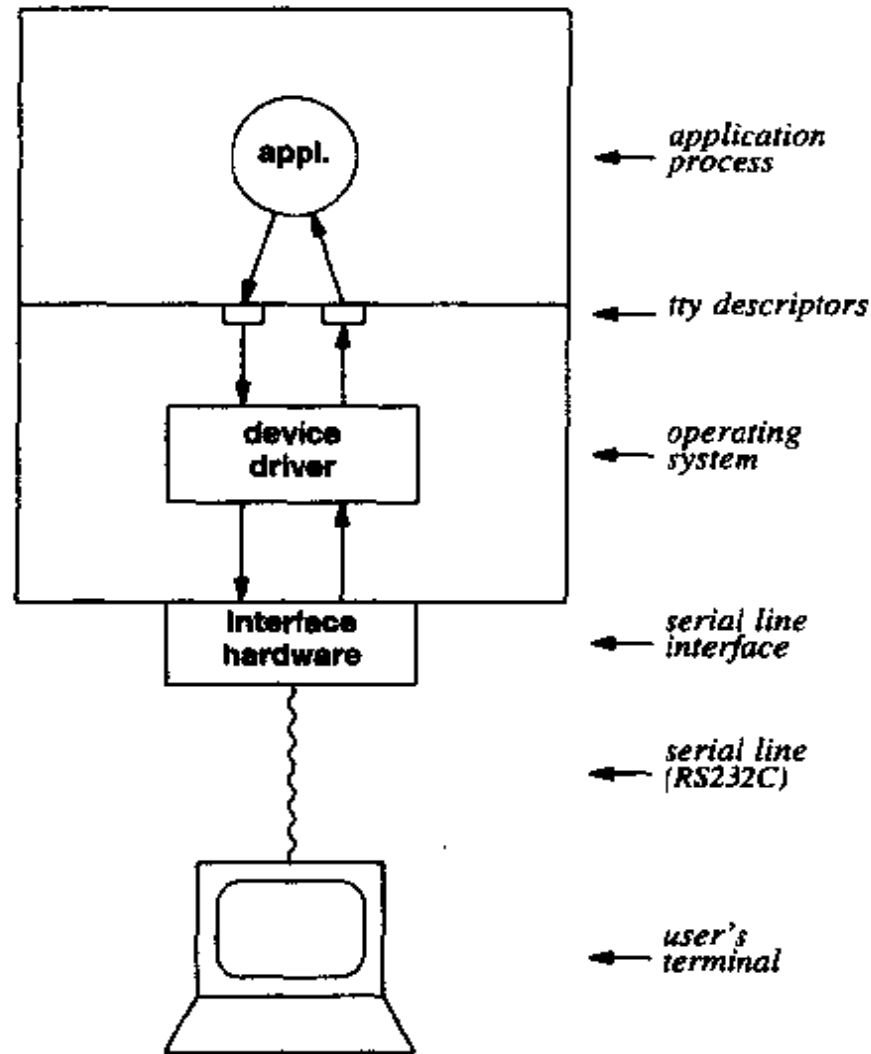 appl.
application
process
tty descriptors
device
driver
operating
system
Interface
hardware
serial line
interface
serial line
(RS232C)
user's
terminal